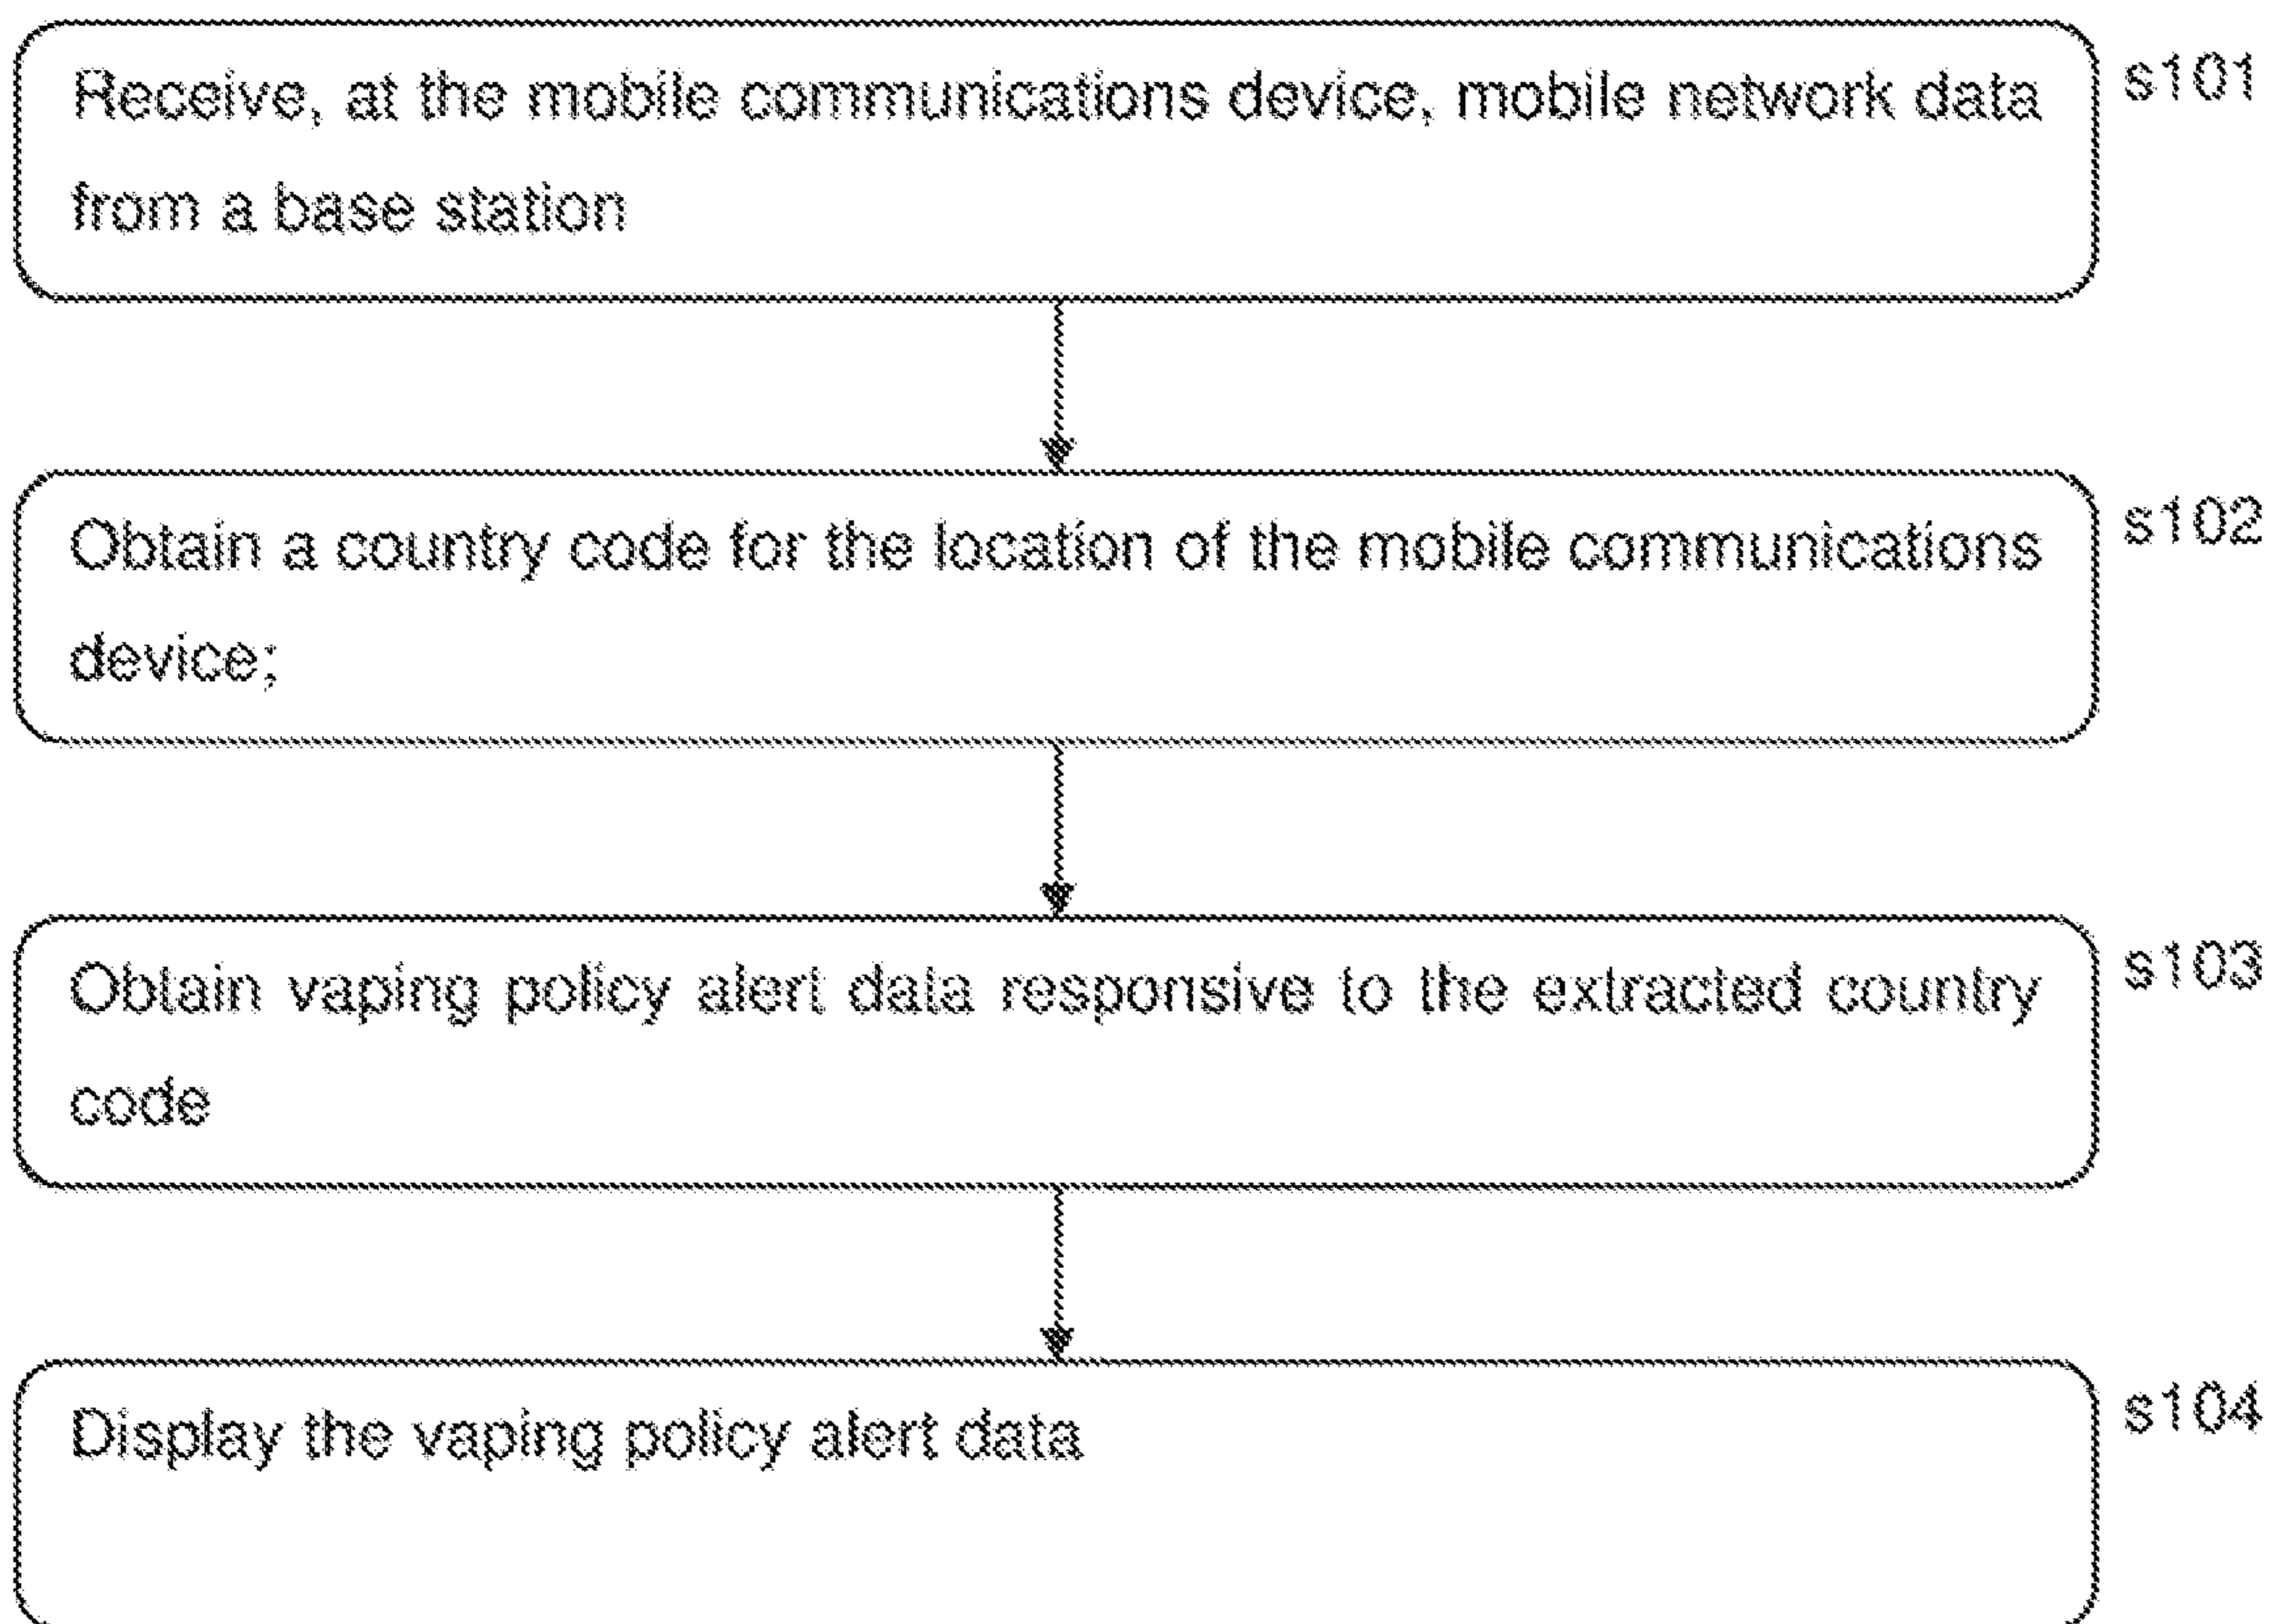 Receive, at the mobile communications device, mobile network data
from a base station
s101
Obtain a country code for the location of the mobile communications
device;
s102
Obtain vaping policy alert data responsive to the extracted country
code
s103
Display the vaping policy alert data
s104